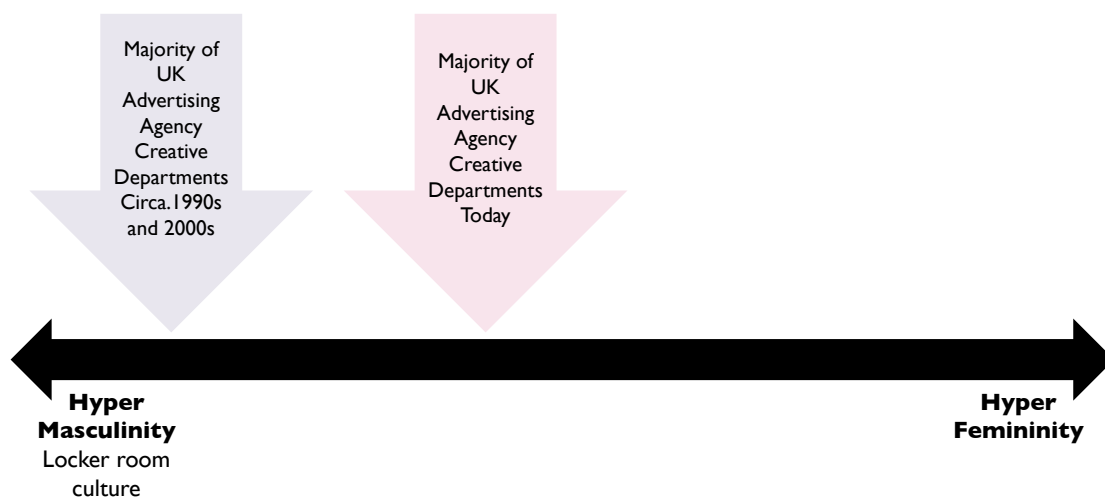 Majority of
UK
Advertising
Agency
Creative
Departments
Circa.1990s
and 2000s
Majority of
UK
Advertising
Agency
Creative
Departments
Today
Hyper
Masculinity
Locker room
culture
Hyper
Femininity